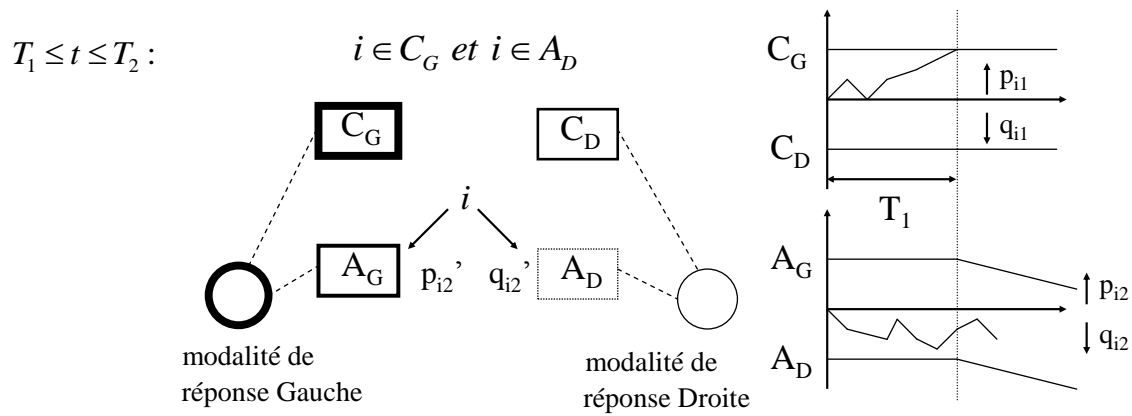 T₁ ≤ t ≤ T₂ :
i ∈ C_G et i ∈ A_D
C_G
C_D
i
A_G
p_i2’
q_i2’
A_D
modalité de
réponse Gauche
modalité de
réponse Droite
C_G
p_i1
q_i1
C_D
T₁
A_G
p_i2
q_i2
A_D